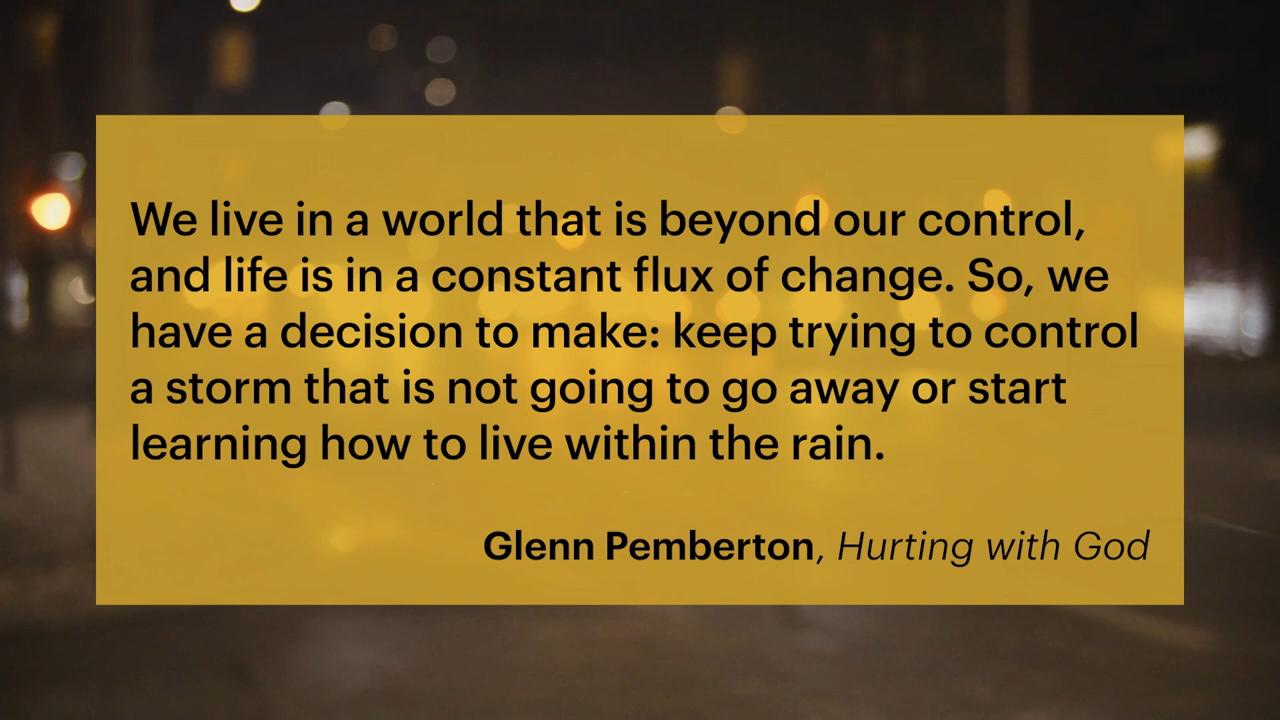 We live in a world that is beyond our control,
and life is in a constant flux of change. So, we
have a decision to make: keep trying to control
a storm that is not going to go away or start
learning how to live within the rain.
Glenn Pemberton, Hurting with God